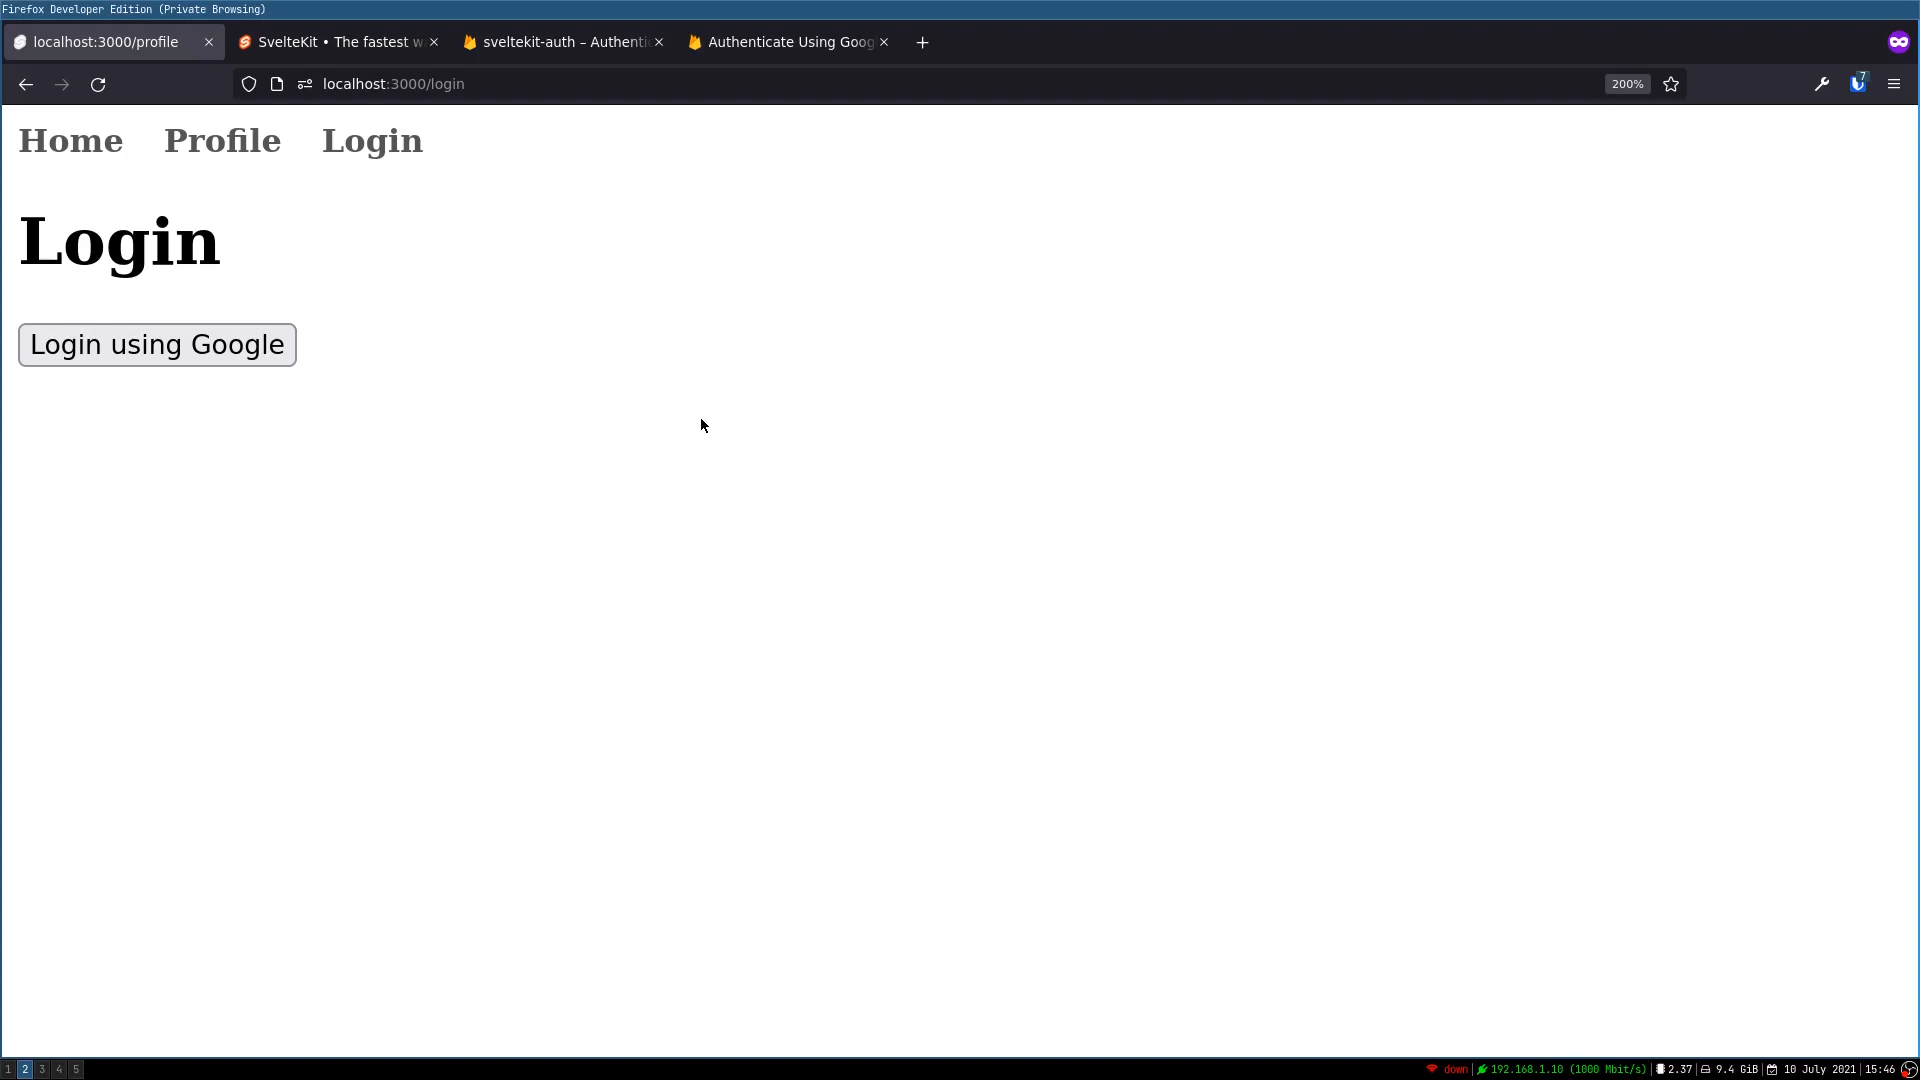 Firefox Developer Edition (Private Browsing)
localhost:3000/profile
SvelteKit • The fastest w
sveltekit-auth – Authenti
Authenticate Using Goog
localhost:3000/login
200%
7
Home Profile Login
Login
Login using Google
1 2 3 4 5
down 192.168.1.10 (1000 Mbit/s) 2.37 9.4 GiB 10 July 2021 15:46